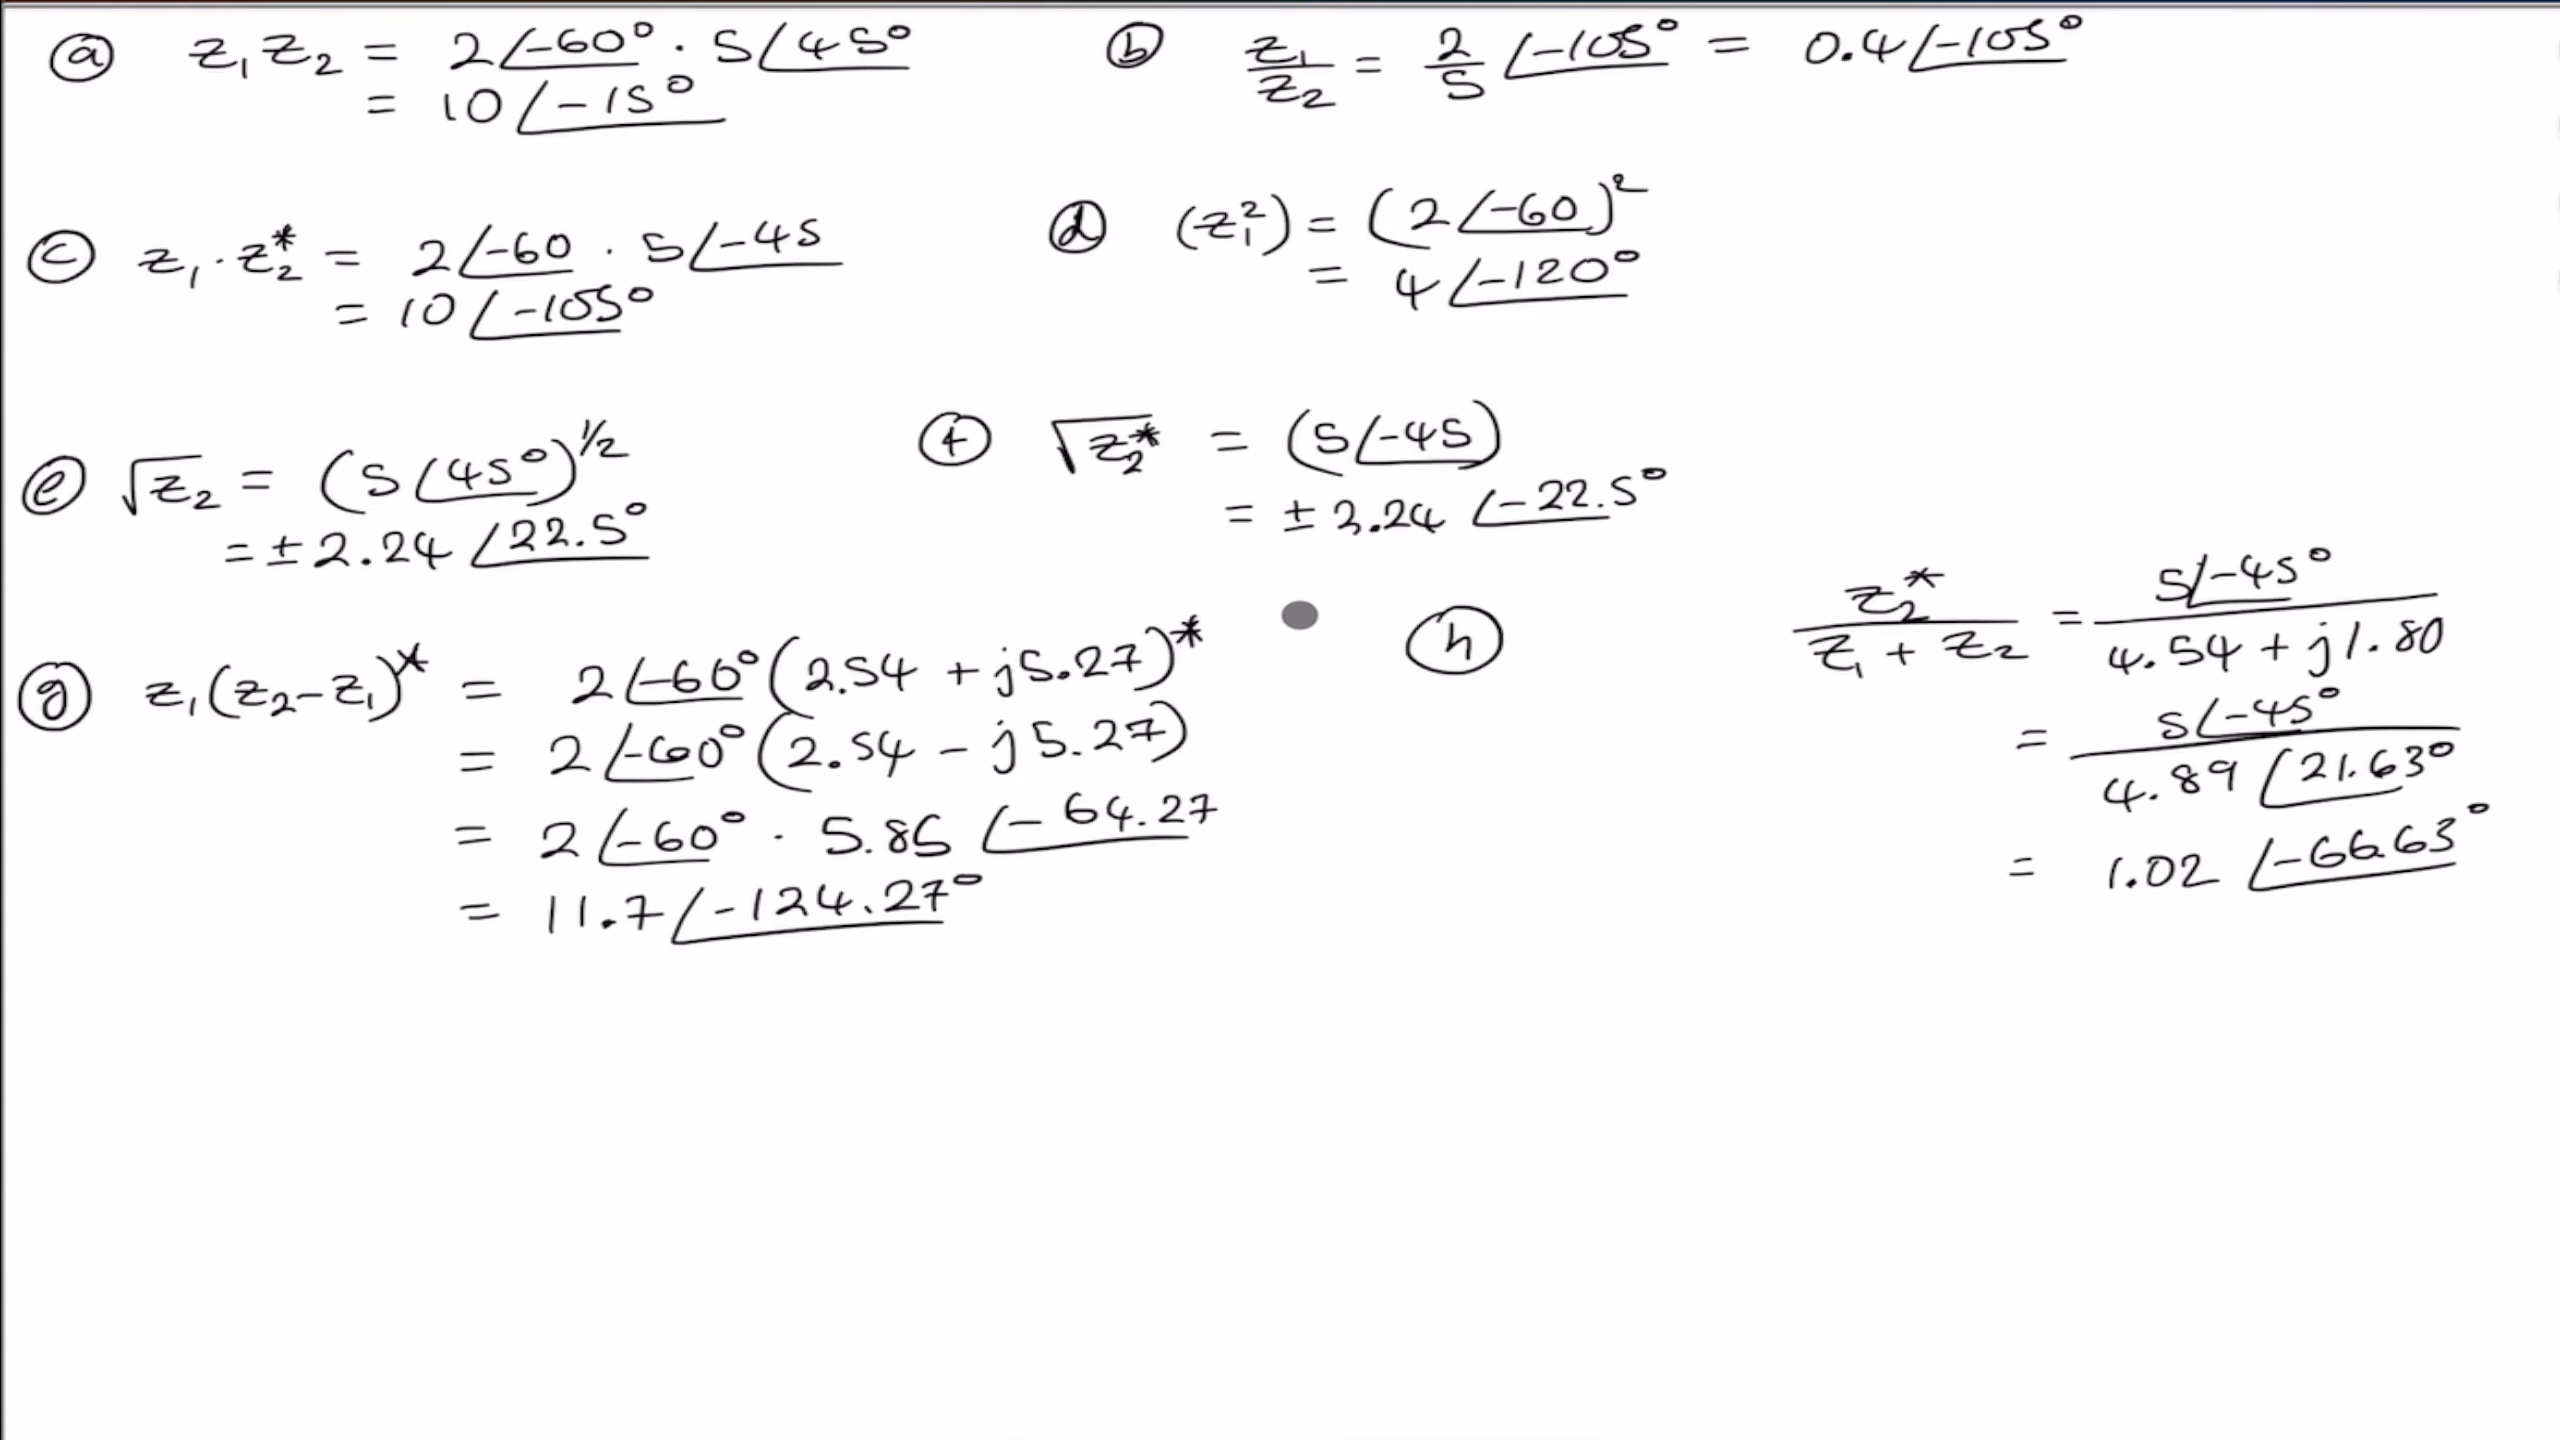 ⓐ z₁z₂ = 2∠-60° · 5∠45°
= 10∠-15°
ⓑ z₁/z₂ = 2/5 ∠-105° = 0.4∠-105°
ⓒ z₁·z₂* = 2∠-60 · 5∠-45
= 10∠-105°
ⓓ (z₁²) = (2∠-60)²
= 4∠-120°
ⓔ √z₂ = (5∠45°)^1/2
= ±2.24∠22.5°
ⓕ √z₂* = (5∠-45)
= ±2.24∠-22.5°
ⓖ z₁(z₂-z₁)* = 2∠-60°(2.54 + j5.27)*
= 2∠-60°(2.54 - j5.27)
= 2∠-60° · 5.85∠-64.27
= 11.7∠-124.27°
ⓗ z₂*/(z₁ + z₂) = 5∠-45°/(4.54 + j1.80)
= 5∠-45°/4.89∠21.63°
= 1.02∠-66.63°